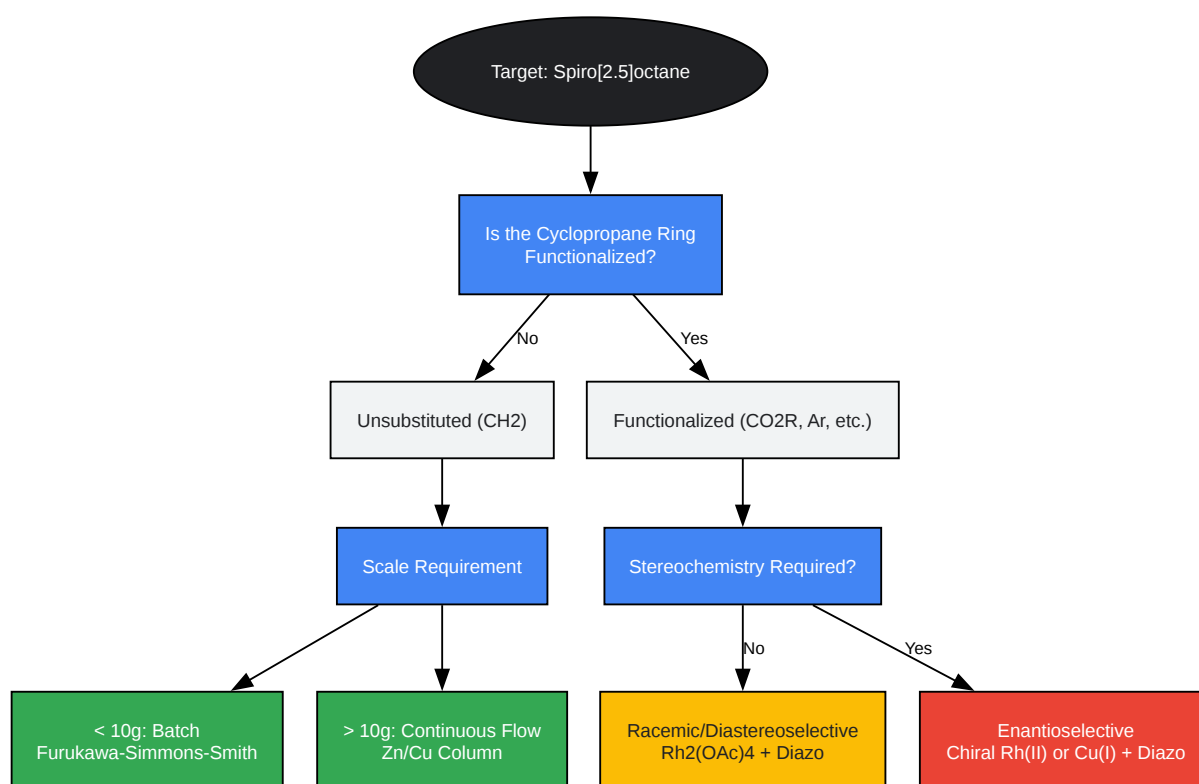 Target: Spiro[2.5]octane
Is the Cyclopropane Ring
Functionalized?
No
Yes
Unsubstituted (CH2)
Functionalized (CO2R, Ar, etc.)
Scale Requirement
Stereochemistry Required?
No
Yes
< 10g: Batch
Furukawa-Simmons-Smith
> 10g: Continuous Flow
Zn/Cu Column
Racemic/Diastereoselective
Rh2(OAc)4 + Diazo
Enantioselective
Chiral Rh(II) or Cu(I) + Diazo